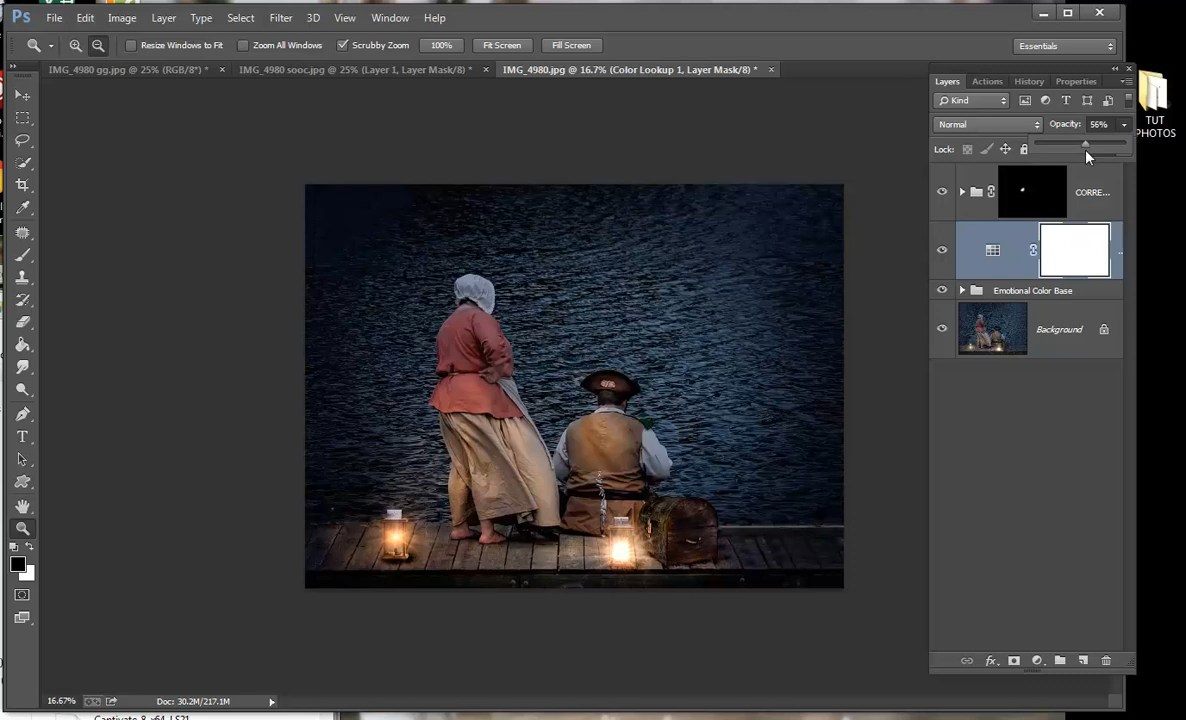 Ps File Edit Image Layer Type Select Filter 3D View Window Help
Resize Windows to Fit Zoom All Windows Scrubby Zoom 100% Fit Screen Fill Screen Essentials
IMG_4980 gg.jpg @ 25% (RGB/8*) * × IMG_4980 sooc.jpg @ 25% (Layer 1, Layer Mask/8) * × IMG_4980.jpg @ 16.7% (Color Lookup 1, Layer Mask/8) * ×
Layers Actions History Properties
Kind
Normal Opacity: 56%
Lock:
CORRE...
Emotional Color Base
Background
TUT
PHOTOS
16.67% Doc: 30.2M/217.1M
Captivate_8_x64_LS21